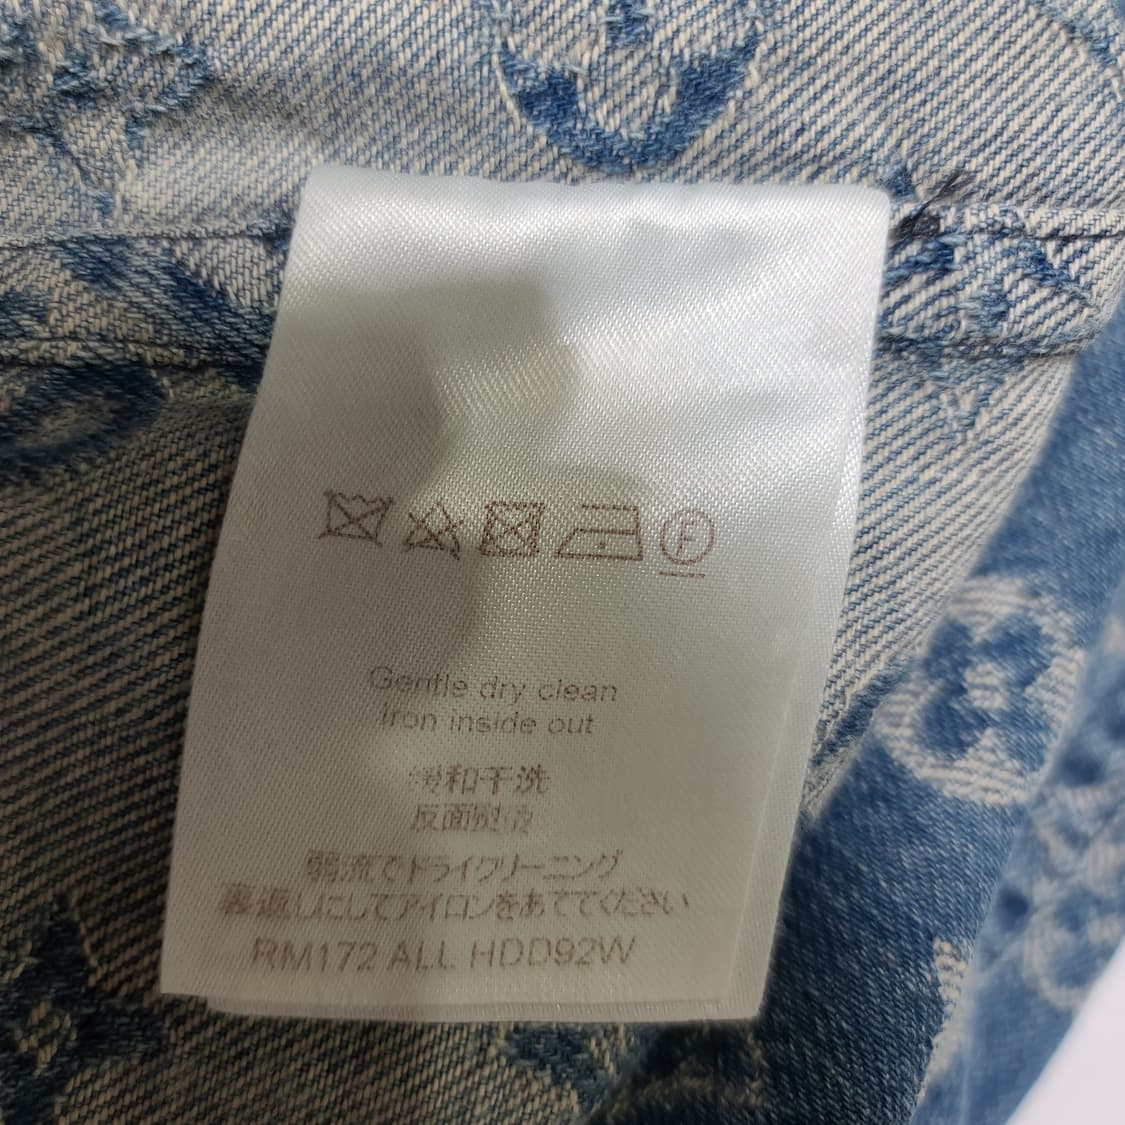 F
Gentle dry clean
Iron inside out
缓和干洗
反面熨烫
弱流でドライクリーニング
裏返しにしてアイロンをあててください
RM172 ALL HDD92W